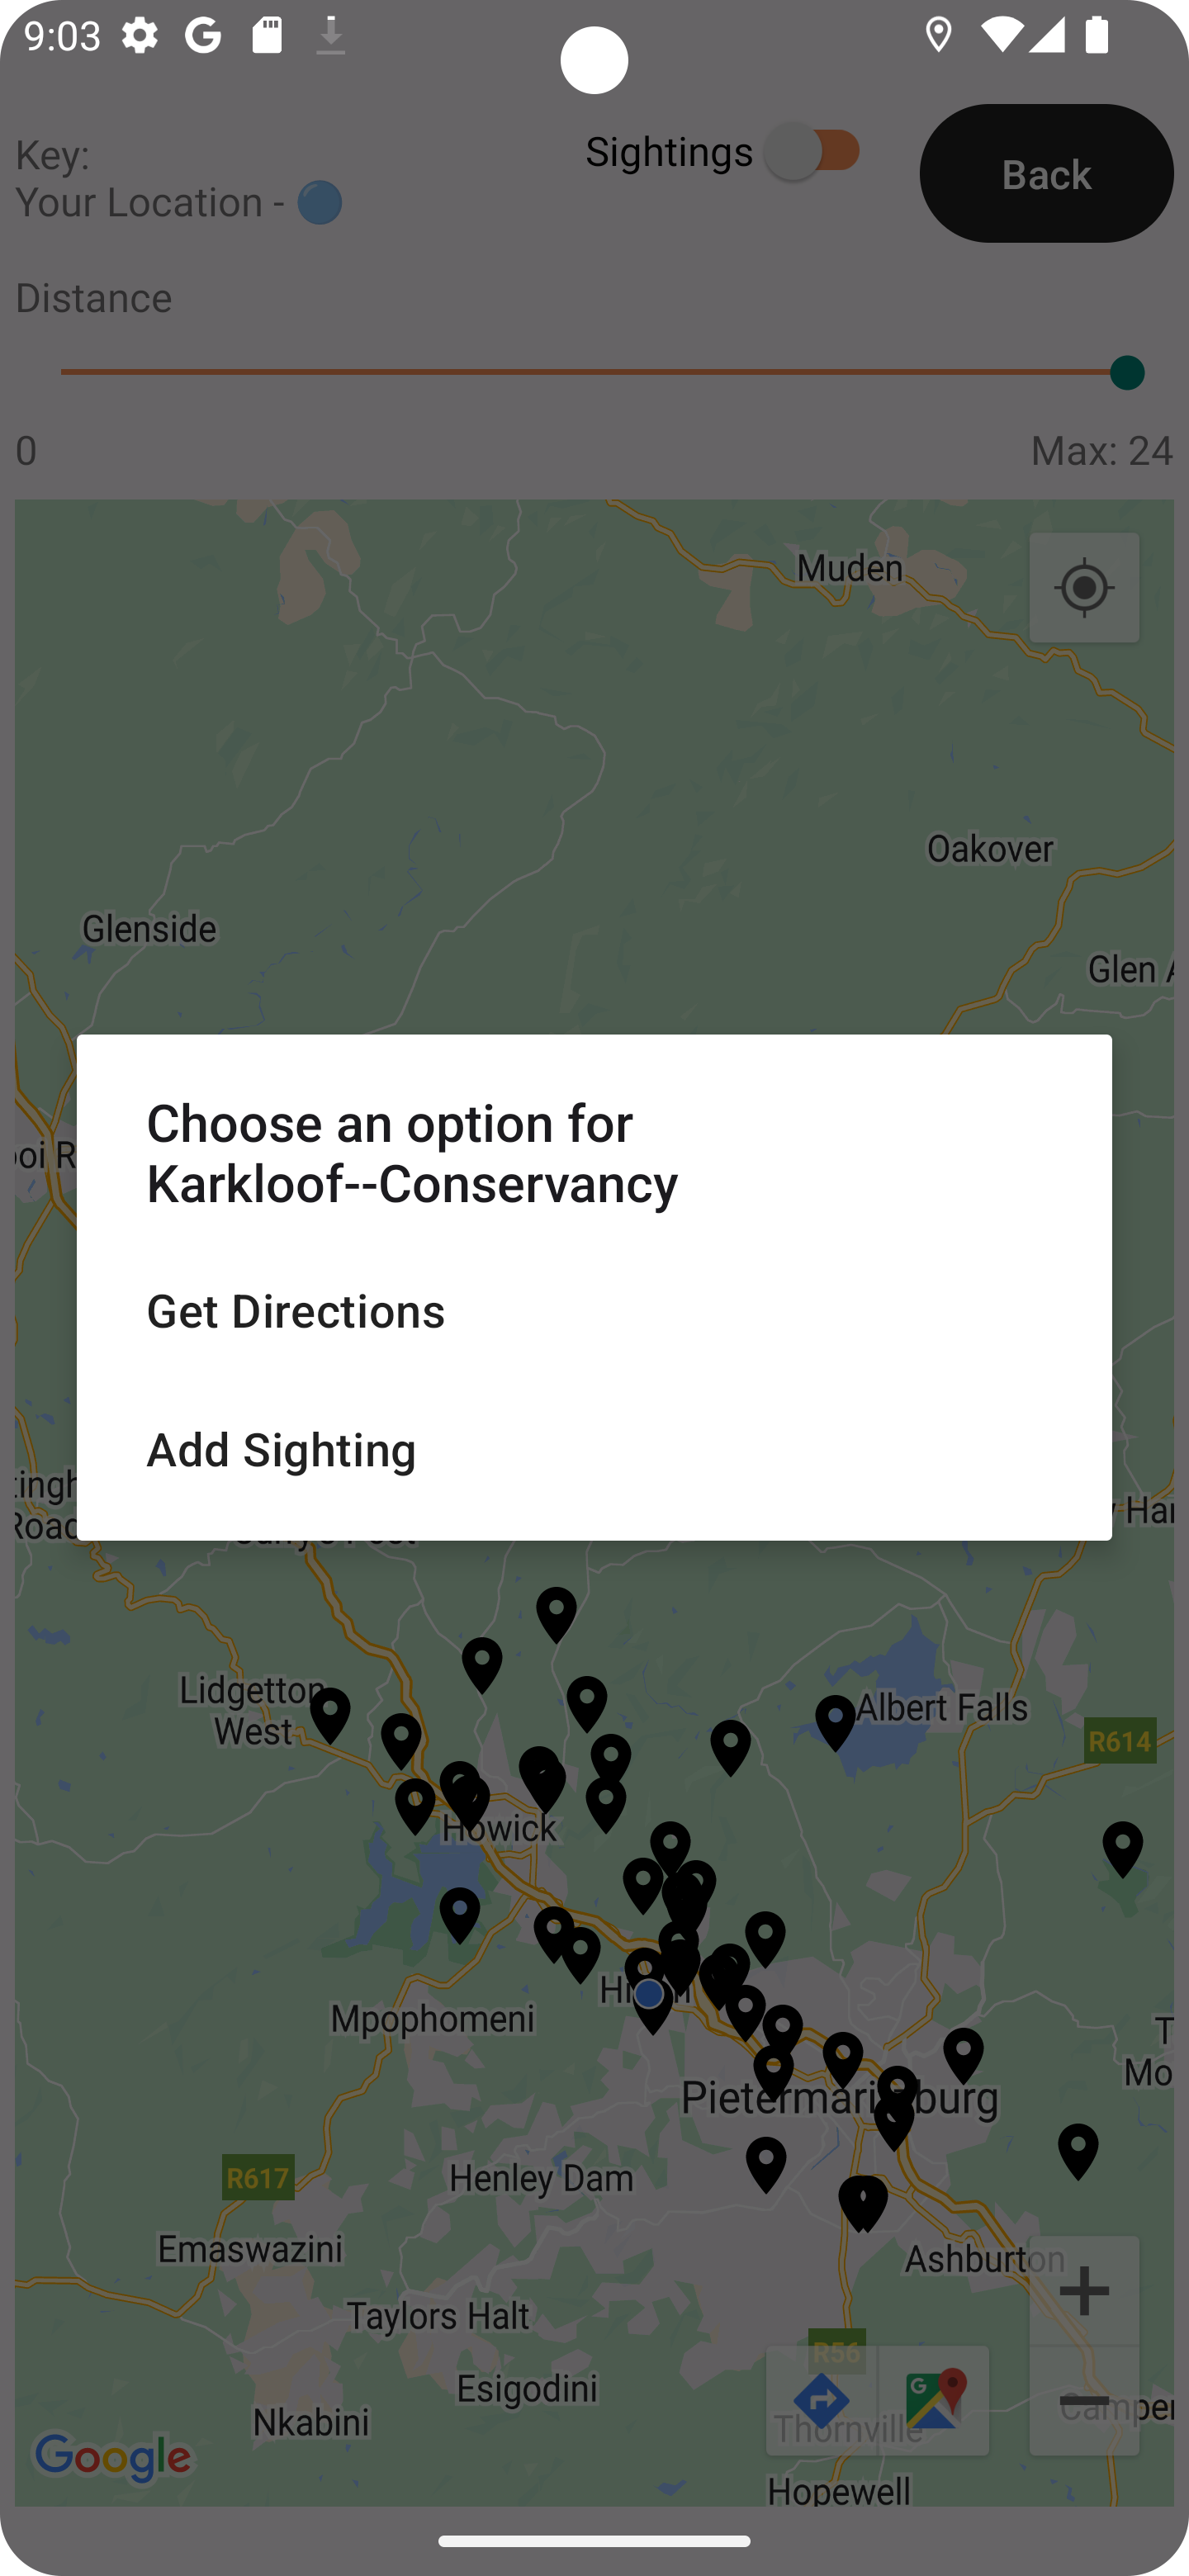 9:03
Key:
Your Location -
Sightings
Back
Distance
0
Max: 24
Muden
Oakover
Glenside
Glen A
ooi R
Choose an option for
Karkloof--Conservancy
Get Directions
Add Sighting
tingh
Road
y Har
Lidgetton
West
Albert Falls
R614
Howick
Mpophomeni
Pietermaritzburg
T
Mo
Henley Dam
R617
Emaswazini
Ashburton
Taylors Halt
R56
Esigodini
Camper
Nkabini
Thornville
Google
Hopewell